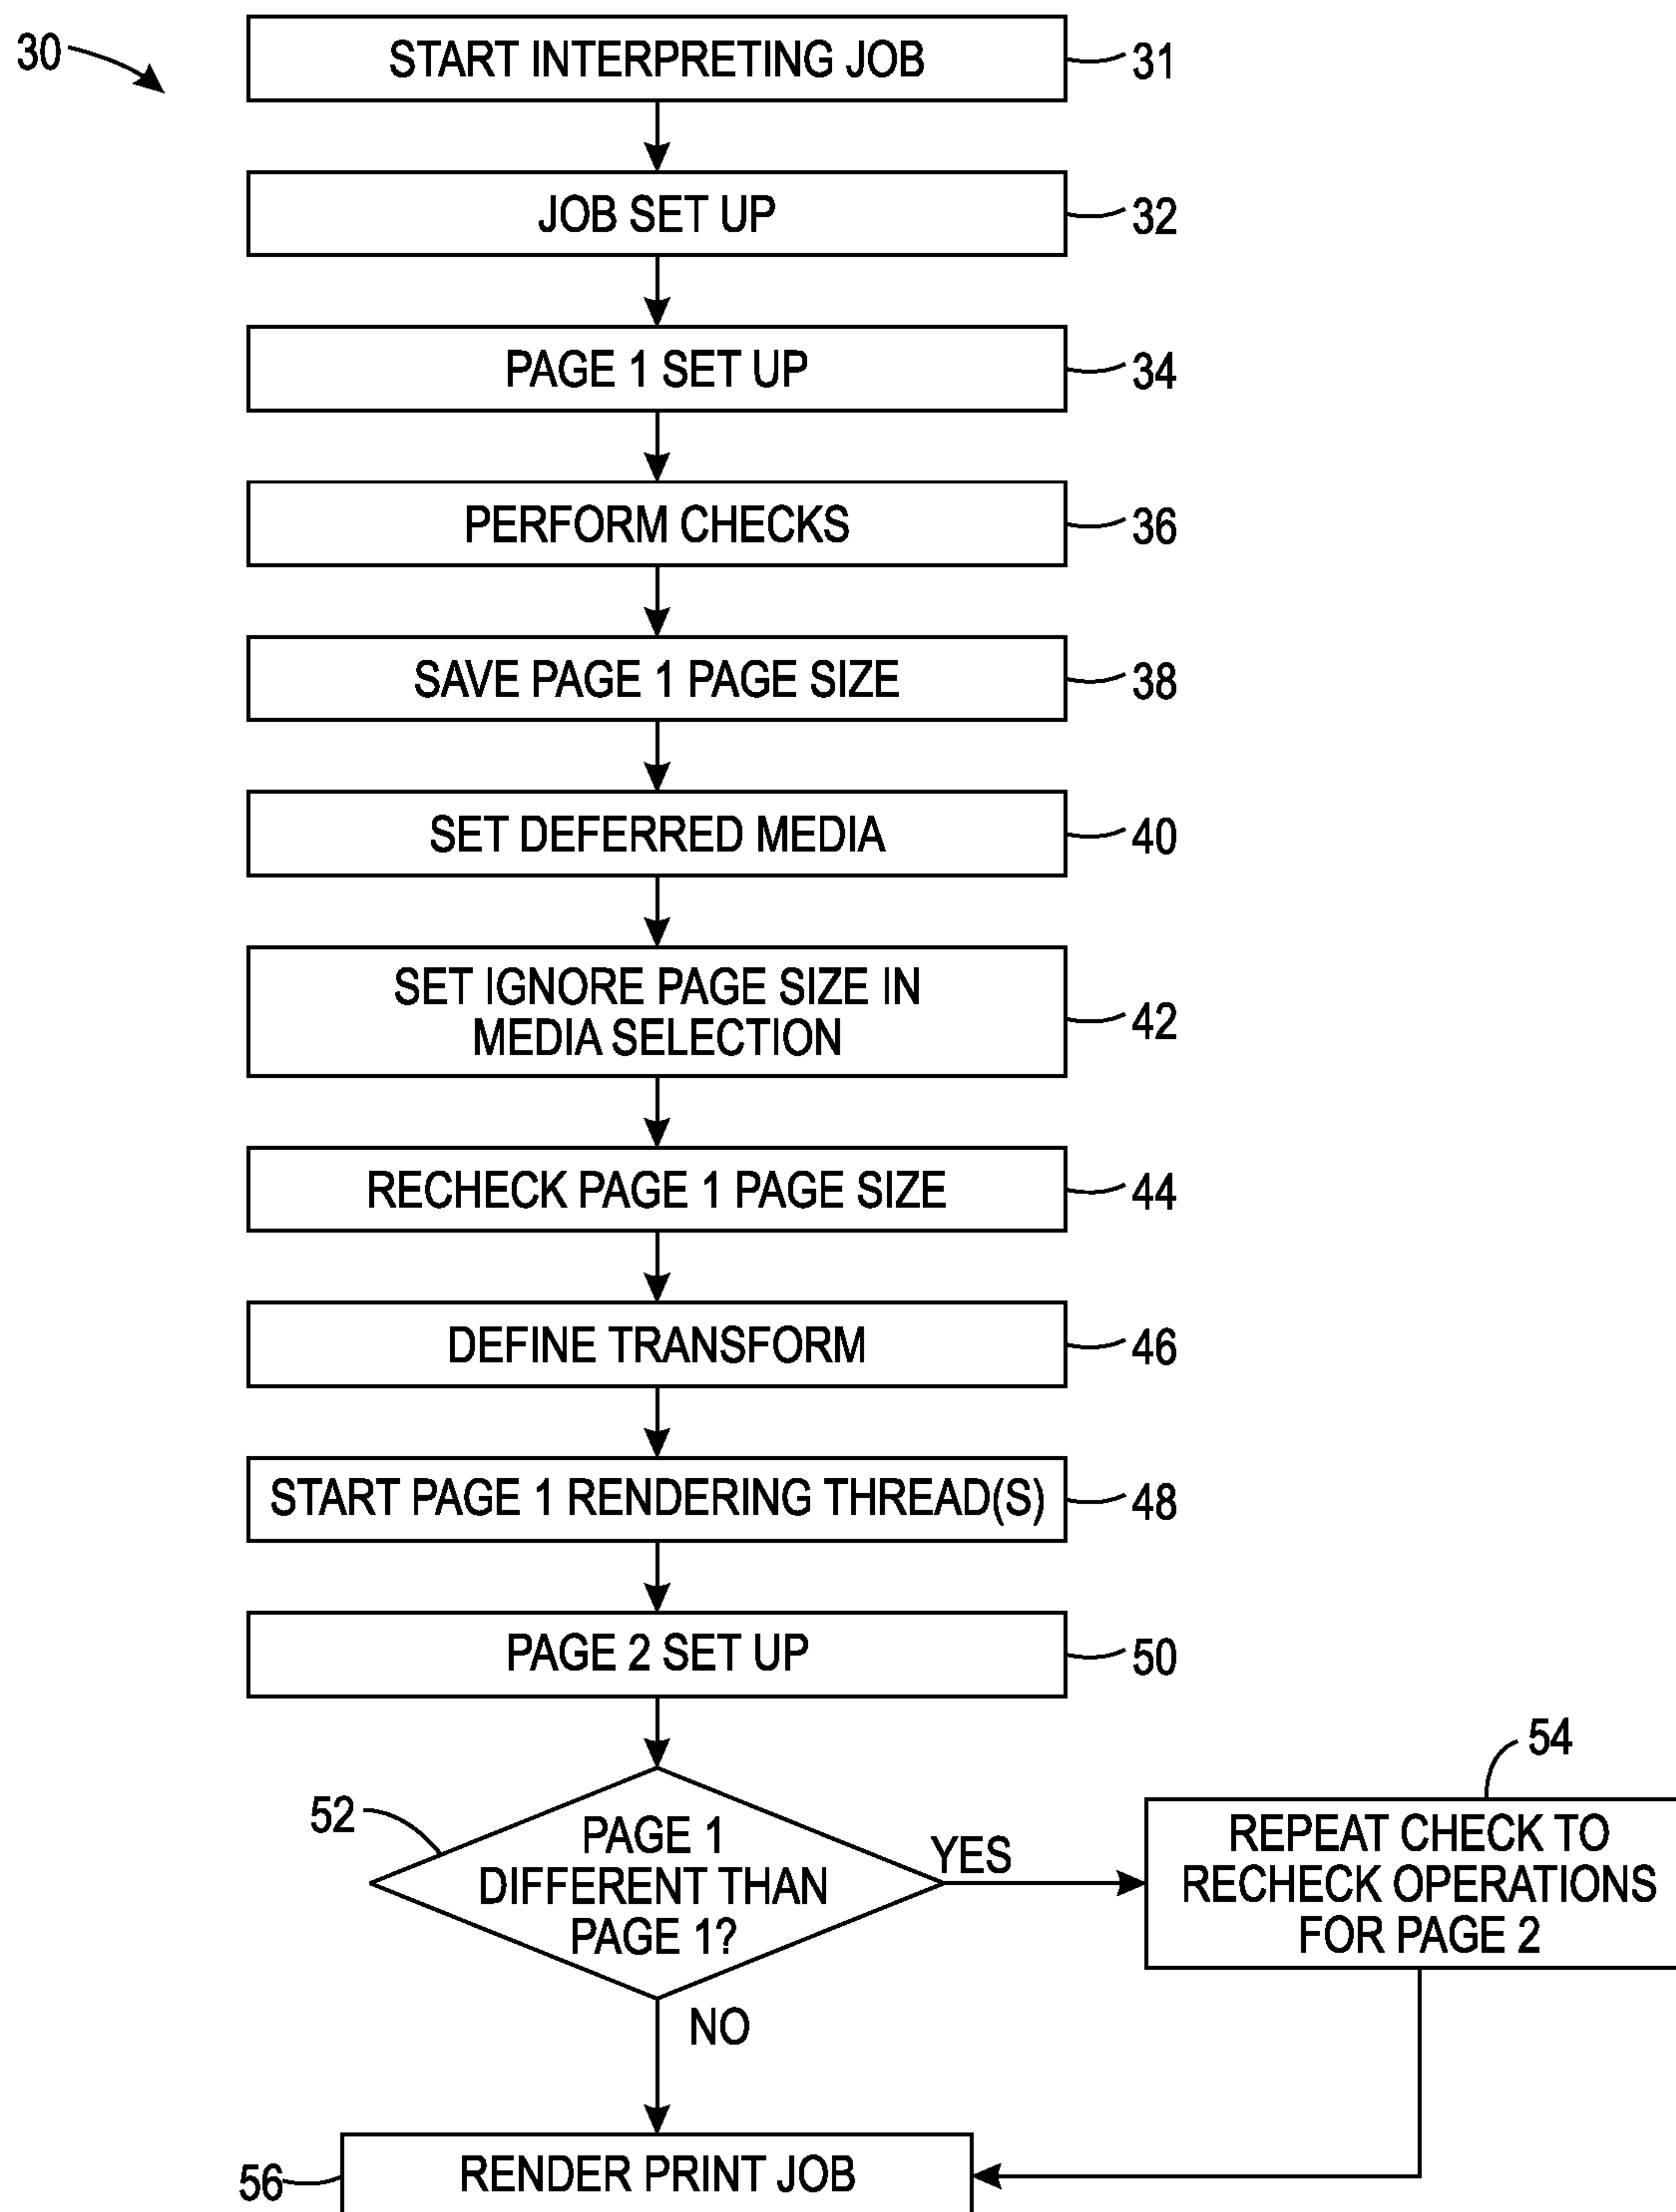 30
START INTERPRETING JOB
31
JOB SET UP
32
PAGE 1 SET UP
34
PERFORM CHECKS
36
SAVE PAGE 1 PAGE SIZE
38
SET DEFERRED MEDIA
40
SET IGNORE PAGE SIZE IN
MEDIA SELECTION
42
RECHECK PAGE 1 PAGE SIZE
44
DEFINE TRANSFORM
46
START PAGE 1 RENDERING THREAD(S)
48
PAGE 2 SET UP
50
52
PAGE 1
DIFFERENT THAN
PAGE 1?
YES
NO
54
REPEAT CHECK TO
RECHECK OPERATIONS
FOR PAGE 2
56
RENDER PRINT JOB